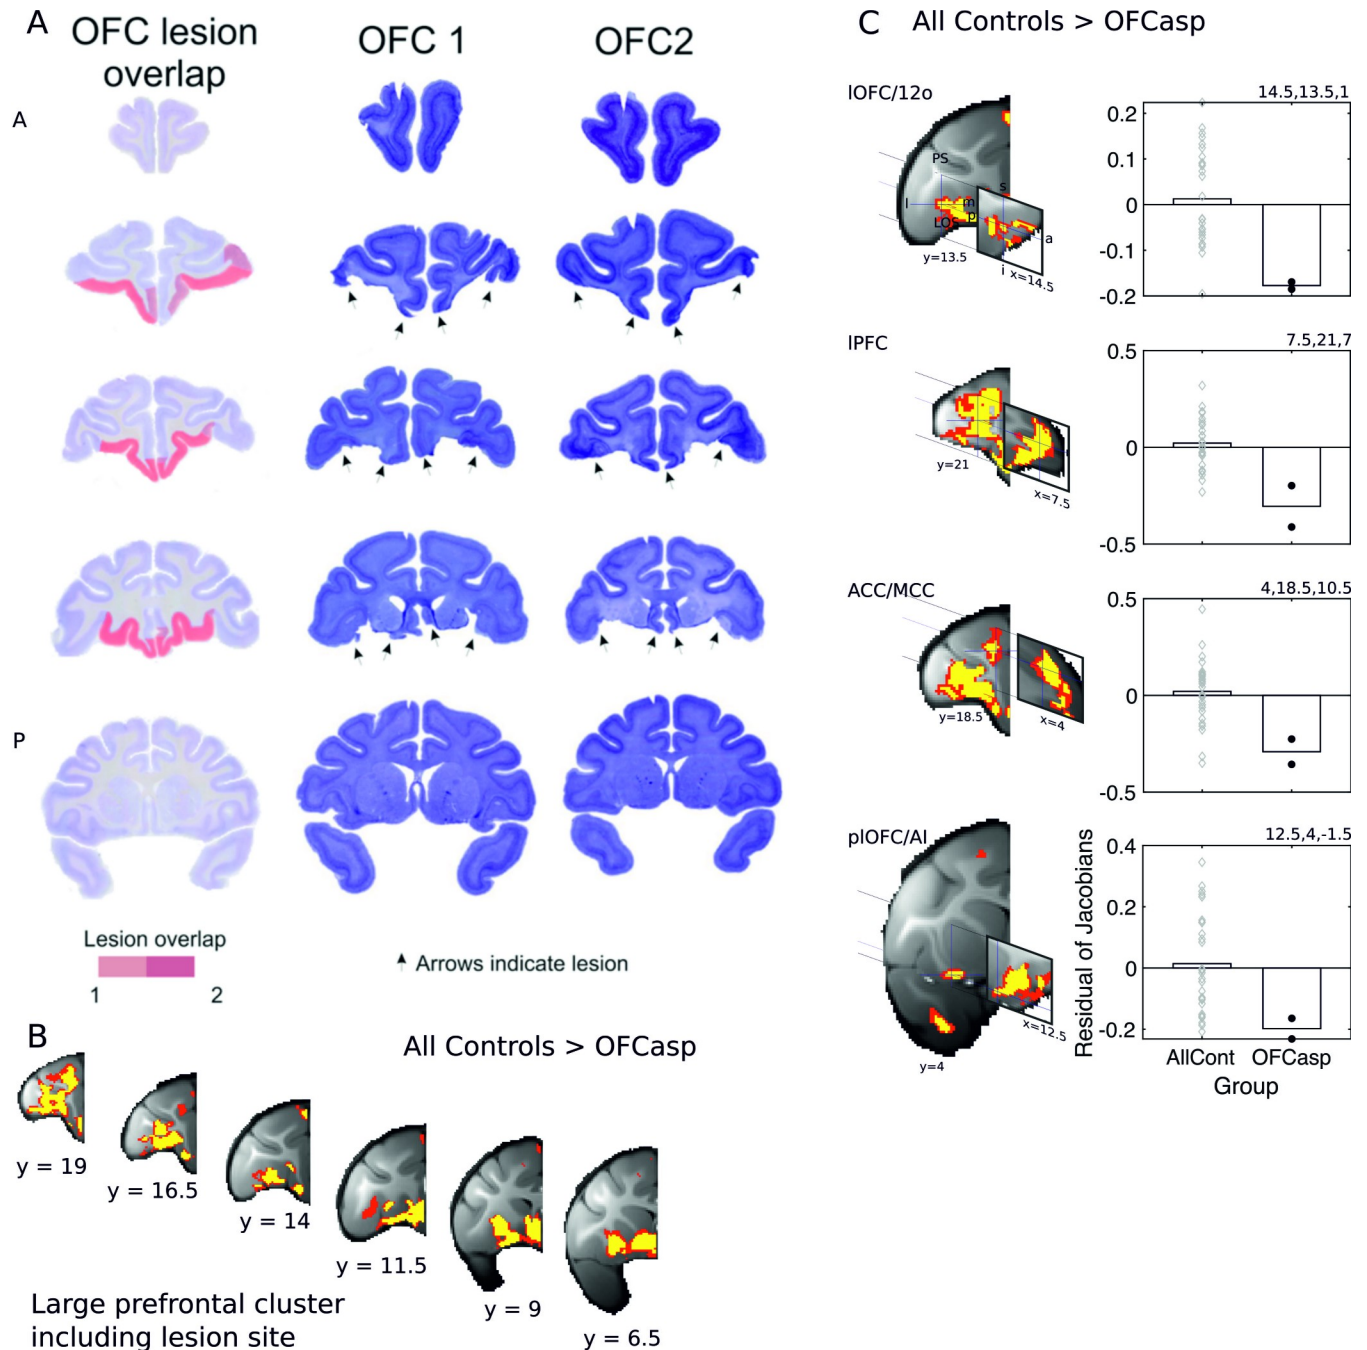 A
OFC lesion
overlap
OFC 1
OFC2
A
P
Lesion overlap
1
2
Arrows indicate lesion
B
All Controls > OFCasp
y = 19
y = 16.5
y = 14
y = 11.5
y = 9
y = 6.5
Large prefrontal cluster
including lesion site
C
All Controls > OFCasp
lOFC/12o
14.5,13.5,1
PS
s
l
m
p
LOS
a
i
y=13.5
x=14.5
0.2
0.1
0
-0.1
-0.2
lPFC
7.5,21,7
y=21
x=7.5
0.5
0
-0.5
ACC/MCC
4,18.5,10.5
y=18.5
x=4
0.5
0
-0.5
plOFC/AI
12.5,4,-1.5
y=4
x=12.5
Residual of Jacobians
0.4
0.2
0
-0.2
AllCont
OFCasp
Group